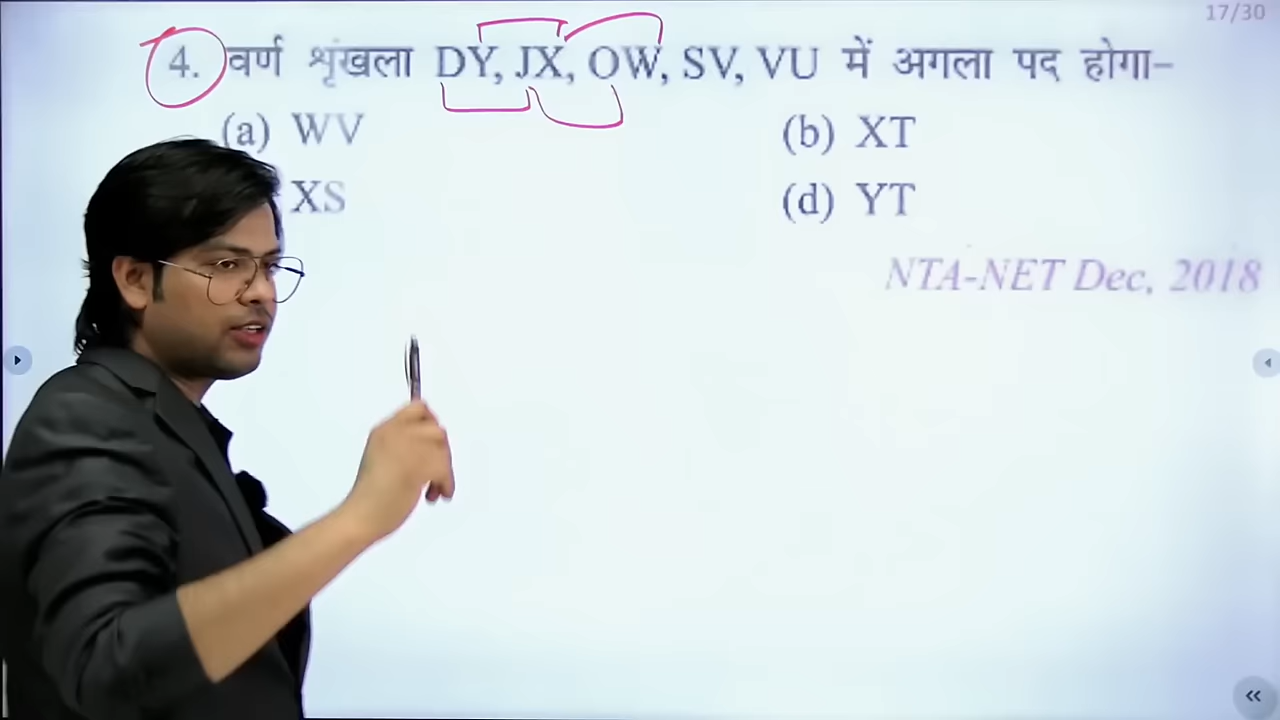 17/30
4. वर्ण श्रृंखला DY, JX, OW, SV, VU में अगला पद होगा–
(a) WV (b) XT
XS (d) YT
NTA-NET Dec, 2018